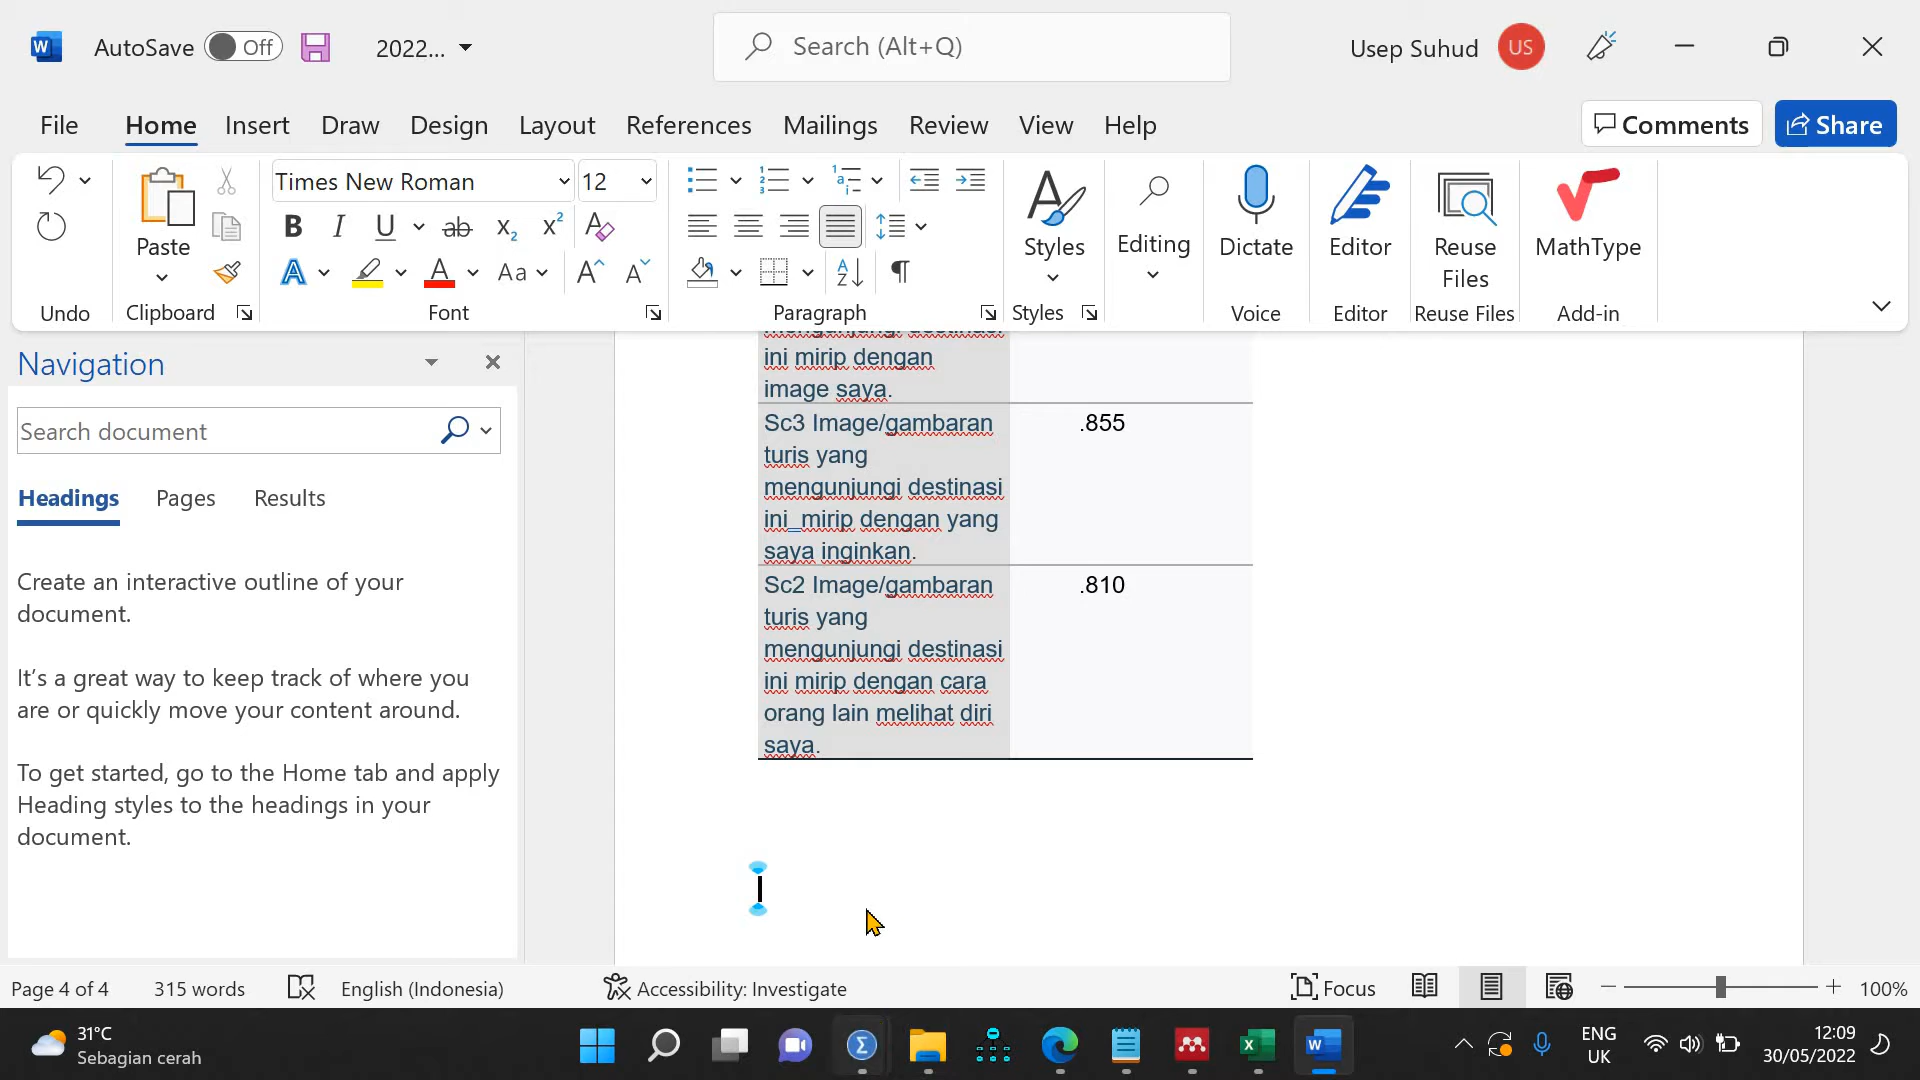 AutoSave Off 2022... Search (Alt+Q) Usep Suhud US
File Home Insert Draw Design Layout References Mailings Review View Help Comments Share
Times New Roman 12
Paste Styles Editing Dictate Editor Reuse Files MathType
Undo Clipboard Font Paragraph Styles Voice Editor Reuse Files Add-in
Navigation
Search document
Headings Pages Results
Create an interactive outline of your
document.
It's a great way to keep track of where you
are or quickly move your content around.
To get started, go to the Home tab and apply
Heading styles to the headings in your
document.
mengunjungi destinasi
ini mirip dengan
image saya.
Sc3 Image/gambaran .855
turis yang
mengunjungi destinasi
ini mirip dengan yang
saya inginkan.
Sc2 Image/gambaran .810
turis yang
mengunjungi destinasi
ini mirip dengan cara
orang lain melihat diri
saya.
Page 4 of 4 315 words English (Indonesia) Accessibility: Investigate Focus 100%
31°C
Sebagian cerah
ENG
UK
12:09
30/05/2022